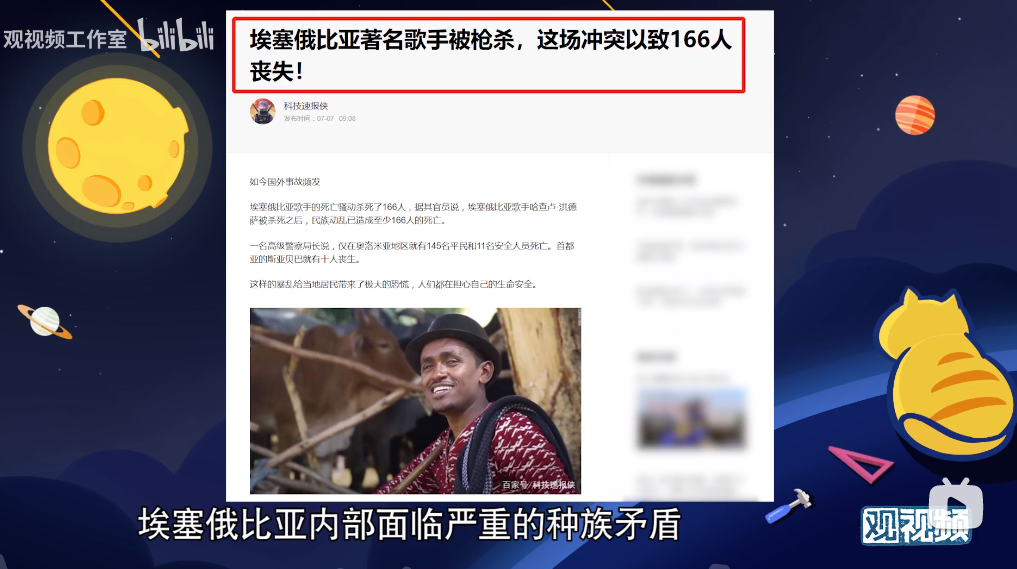 观视频工作室 bilibili
埃塞俄比亚著名歌手被枪杀，这场冲突以致166人
丧失！
科技速报侠
发布时间：07-07 09:08
如今国外事故频发
埃塞俄比亚歌手的死亡骚动杀死了166人，据其官员说，埃塞俄比亚歌手哈查卢·洪德
萨被杀死之后，民族动乱已造成至少166人的死亡。
一名高级警察局长说，仅在奥洛米亚地区就有145名平民和11名安全人员死亡。首都
亚的斯亚贝巴就有十人丧生。
这样的暴乱给当地居民带来了极大的恐慌，人们都在担心自己的生命安全。
百家号/科技速报侠
埃塞俄比亚内部面临严重的种族矛盾
观视频